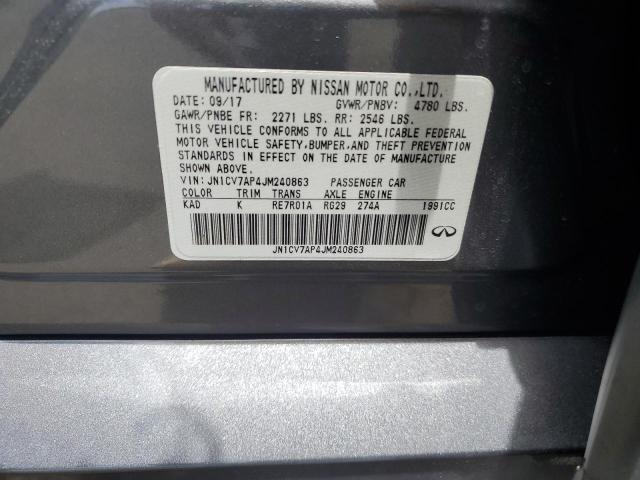 MANUFACTURED BY NISSAN MOTOR CO.,LTD.
DATE: 09/17 GVWR/PNBV: 4780 LBS.
GAWR/PNBE FR: 2271 LBS. RR: 2546 LBS.
THIS VEHICLE CONFORMS TO ALL APPLICABLE FEDERAL
MOTOR VEHICLE SAFETY,BUMPER,AND THEFT PREVENTION
STANDARDS IN EFFECT ON THE DATE OF MANUFACTURE
SHOWN ABOVE.
VIN: JN1CV7AP4JM240863 PASSENGER CAR
COLOR TRIM TRANS AXLE ENGINE
KAD K RE7R01A RG29 274A 1991CC
JN1CV7AP4JM240863